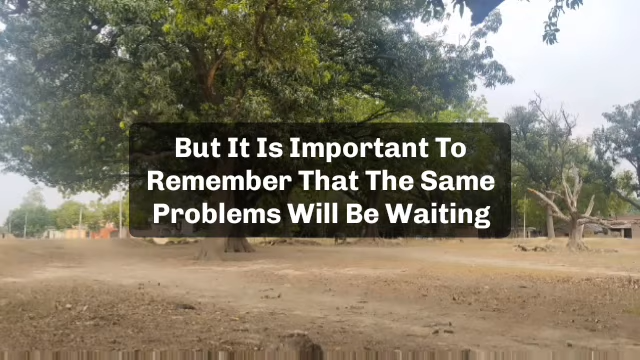 But It Is Important To
Remember That The Same
Problems Will Be Waiting